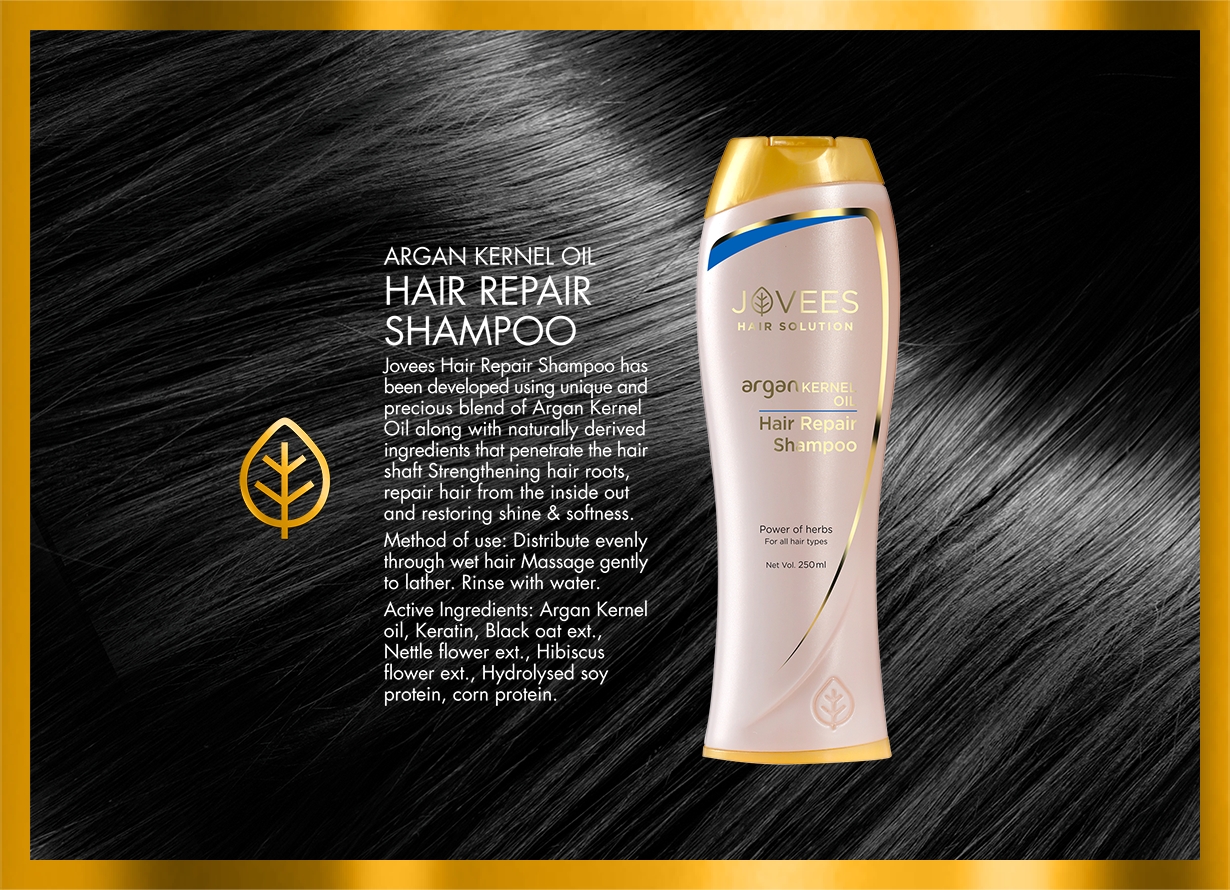 ARGAN KERNEL OIL
HAIR REPAIR
SHAMPOO
Jovees Hair Repair Shampoo has
been developed using unique and
precious blend of Argan Kernel
Oil along with naturally derived
ingredients that penetrate the hair
shaft Strengthening hair roots,
repair hair from the inside out
and restoring shine & softness.
Method of use: Distribute evenly
through wet hair Massage gently
to lather. Rinse with water.
Active Ingredients: Argan Kernel
oil, Keratin, Black oat ext.,
Nettle flower ext., Hibiscus
flower ext., Hydrolysed soy
protein, corn protein.
JOVEES
HAIR SOLUTION
argan KERNEL
OIL
Hair Repair
Shampoo
Power of herbs
For all hair types
Net Vol. 250ml